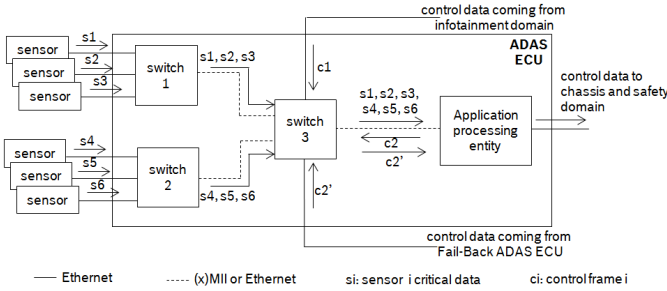 control data coming from
infotainment domain
ADAS
ECU
sensor
s1
sensor
s2
sensor
s3
switch
1
s1, s2, s3
c1
switch
3
s1, s2, s3,
s4, s5, s6
c2
c2'
Application
processing
entity
control data to
chassis and safety
domain
sensor
s4
sensor
s5
sensor
s6
switch
2
s4, s5, s6
c2'
control data coming from
Fail-Back ADAS ECU
Ethernet
(x)MII or Ethernet
si: sensor i critical data
ci: control frame i